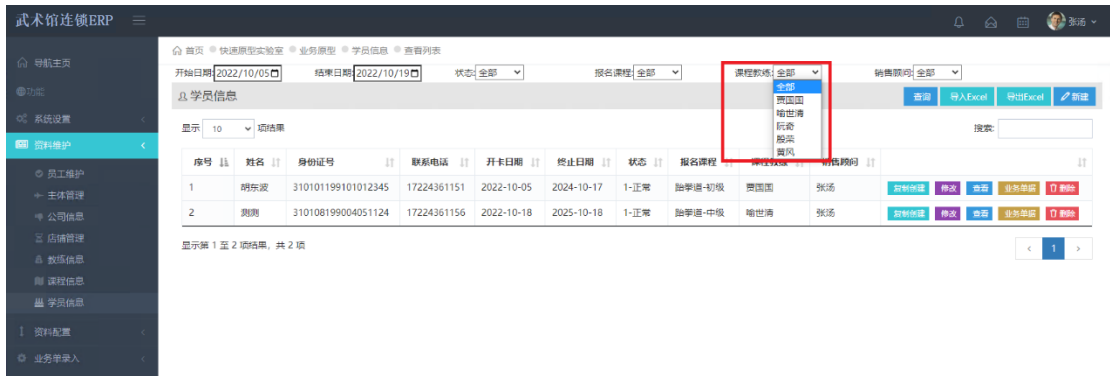 武术馆连锁ERP
张汤
导航主页
功能
系统设置
资料维护
员工维护
主体管理
公司信息
店铺管理
教练信息
课程信息
学员信息
资料配置
业务单录入
首页 快速原型实验室 业务原型 学员信息 查看列表
开始日期: 2022/10/05 结束日期: 2022/10/19 状态: 全部 报名课程: 全部 课程教练: 全部 销售顾问: 全部
全部
贾国国
喻世清
阮奇
殷荣
黄风
学员信息 查询 导入Excel 导出Excel 新建
显示 10 项结果 搜索:
序号 姓名 身份证号 联系电话 开卡日期 终止日期 状态 报名课程 课程教练 销售顾问
1 胡东波 310101199101012345 17224361151 2022-10-05 2024-10-17 1-正常 跆拳道-初级 贾国国 张汤 复制创建 修改 查看 业务单据 删除
2 测测 310108199004051124 17224361156 2022-10-18 2025-10-18 1-正常 跆拳道-中级 喻世清 张汤 复制创建 修改 查看 业务单据 删除
显示第 1 至 2 项结果，共 2 项 1